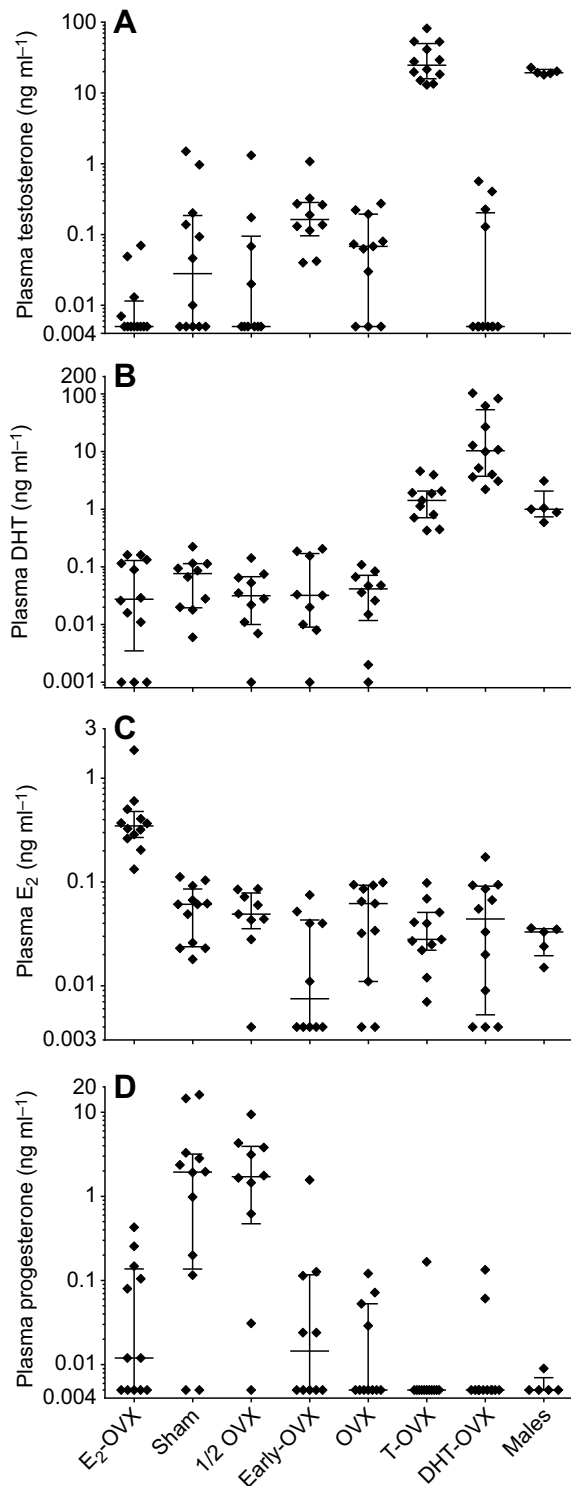 A
Plasma testosterone (ng ml⁻¹)
100
10
1
0.1
0.01
0.004
B
Plasma DHT (ng ml⁻¹)
200
100
10
1
0.1
0.01
0.001
C
Plasma E₂ (ng ml⁻¹)
3
1
0.1
0.01
0.003
D
Plasma progesterone (ng ml⁻¹)
20
10
1
0.1
0.01
0.004
E₂-OVX
Sham
1/2 OVX
Early-OVX
OVX
T-OVX
DHT-OVX
Males